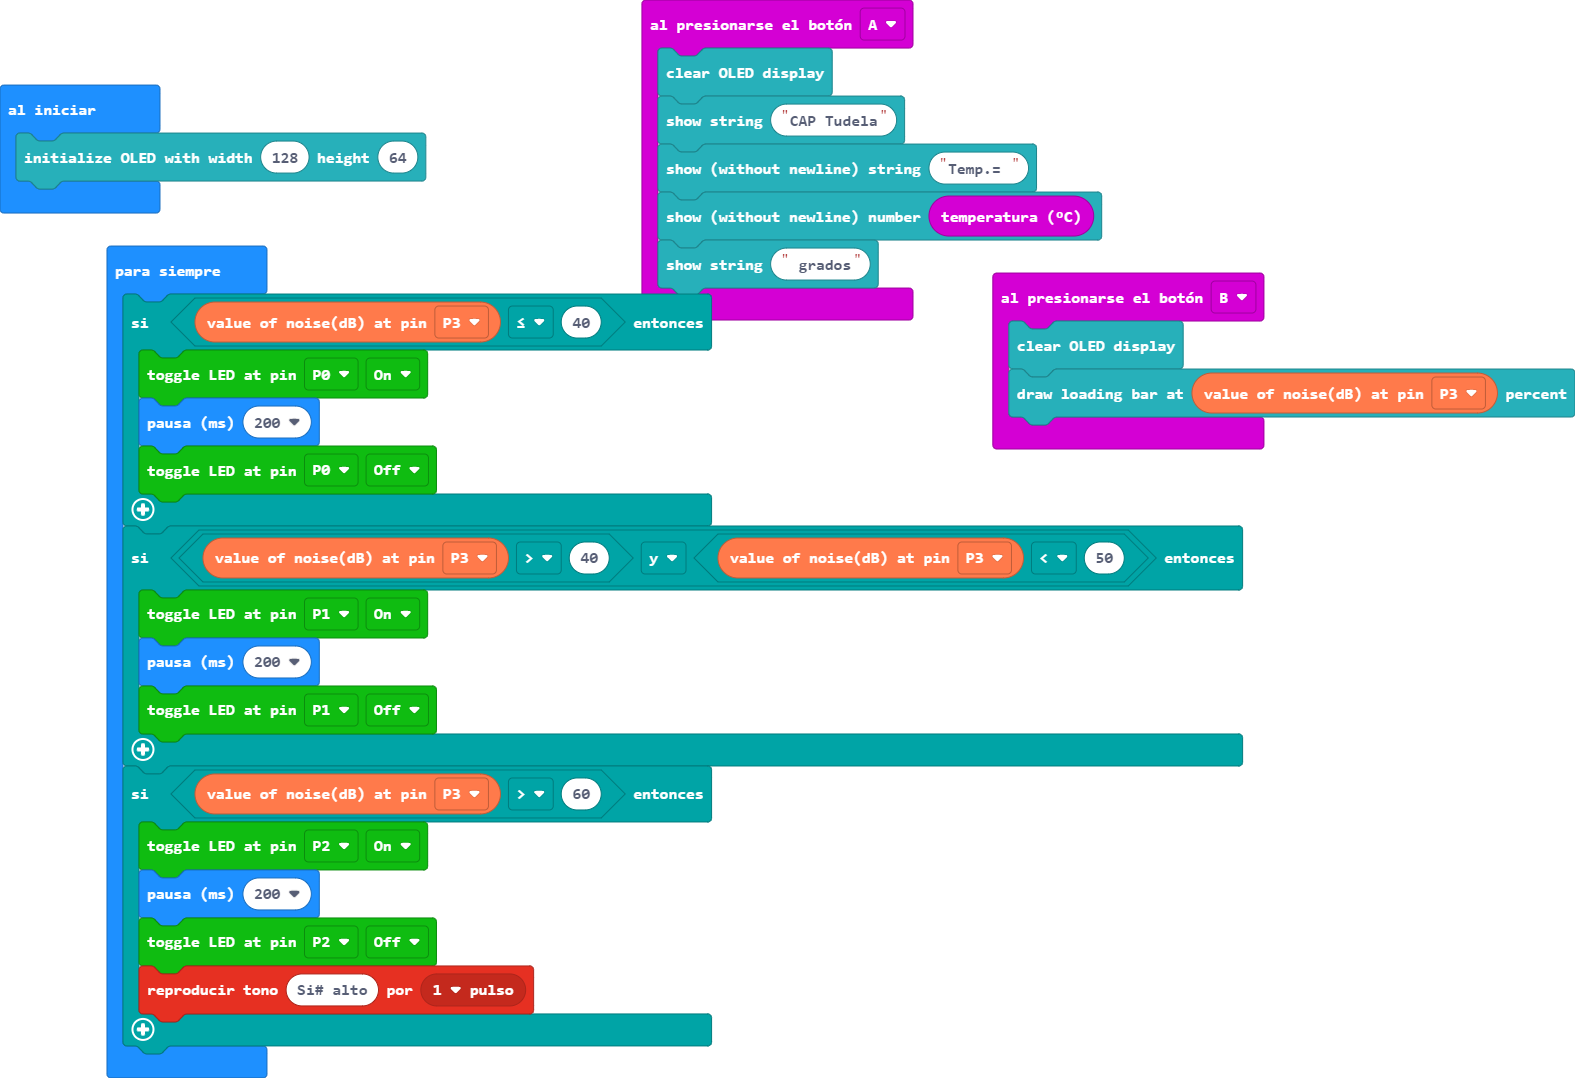 al iniciar
initialize OLED with width 128 height 64
al presionarse el botón A
clear OLED display
show string "CAP Tudela"
show (without newline) string "Temp.= "
show (without newline) number temperatura (ºC)
show string " grados"
al presionarse el botón B
clear OLED display
draw loading bar at value of noise(dB) at pin P3 percent
para siempre
si value of noise(dB) at pin P3 ≤ 40 entonces
toggle LED at pin P0 On
pausa (ms) 200
toggle LED at pin P0 Off
si value of noise(dB) at pin P3 > 40 y value of noise(dB) at pin P3 < 50 entonces
toggle LED at pin P1 On
pausa (ms) 200
toggle LED at pin P1 Off
si value of noise(dB) at pin P3 > 60 entonces
toggle LED at pin P2 On
pausa (ms) 200
toggle LED at pin P2 Off
reproducir tono Si# alto por 1 pulso